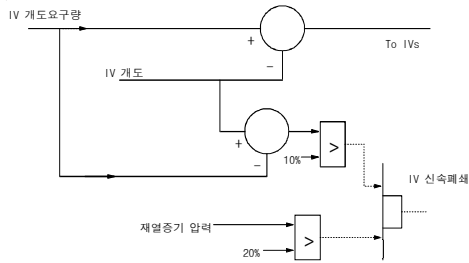 IV 개도요구량
+
To IVs
−
IV 개도
+
>
−
10%
IV 신속폐쇄
재열증기 압력
>
20%